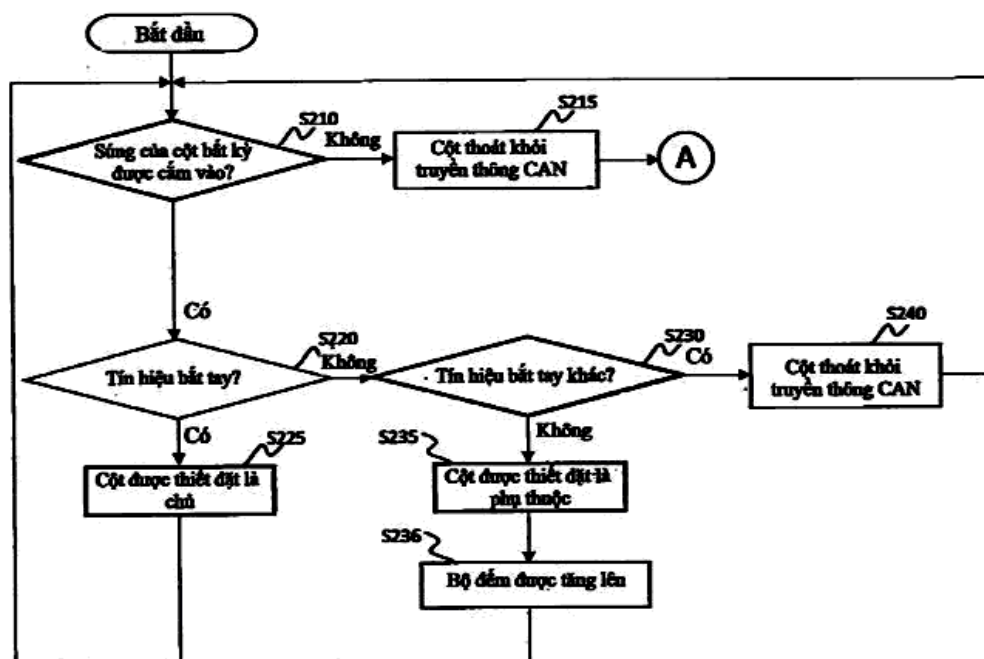 Bắt đầu
S210
Súng của cột bất kỳ
được cắm vào?
Không
S215
Cột thoát khỏi
truyền thông CAN
A
Có
S220
Tín hiệu bắt tay?
Không
S230
Tín hiệu bắt tay khác?
Có
S240
Cột thoát khỏi
truyền thông CAN
Có
S225
Cột được thiết đặt là
chủ
Không
S235
Cột được thiết đặt là
phụ thuộc
S236
Bộ đếm được tăng lên